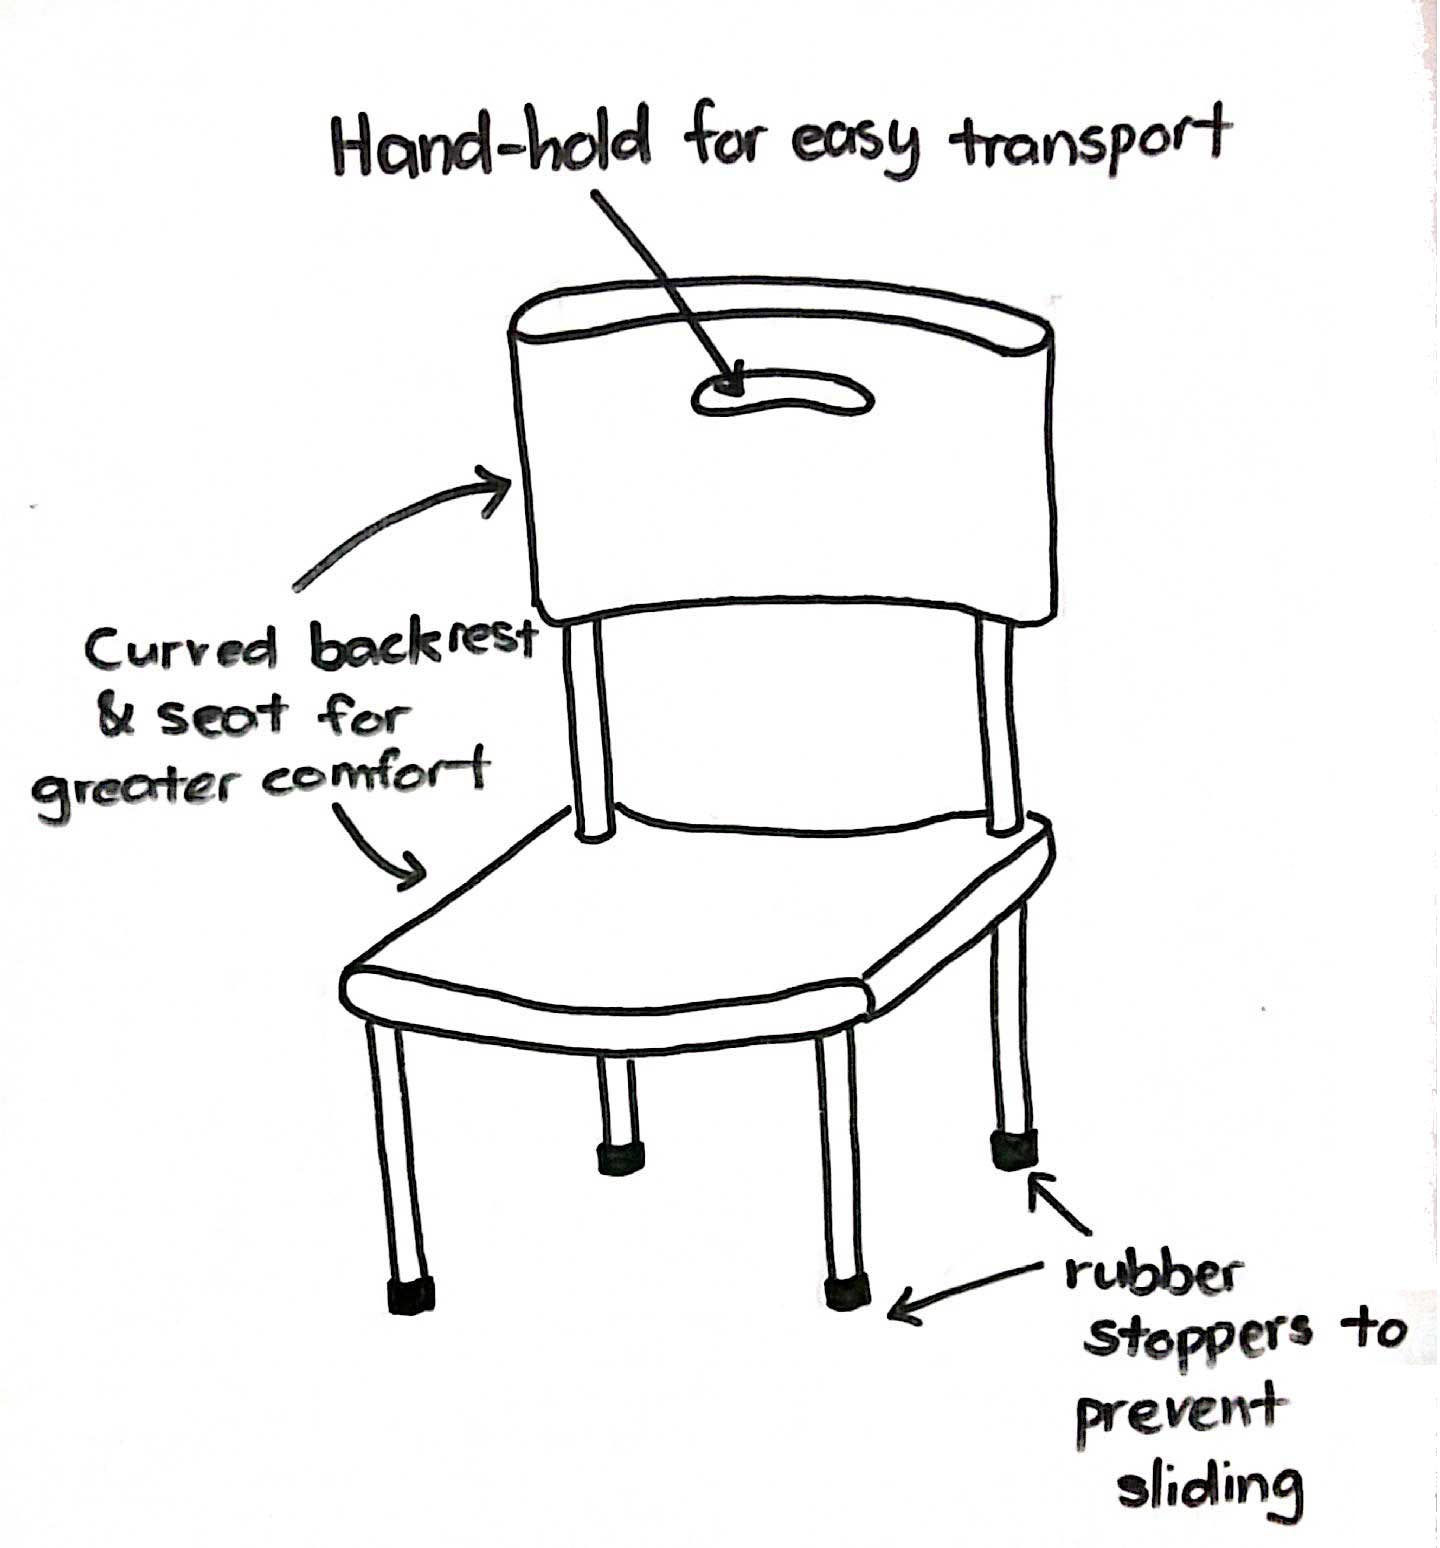 Hand-hold for easy transport
Curved backrest
& seat for
greater comfort
rubber
stoppers to
prevent
sliding